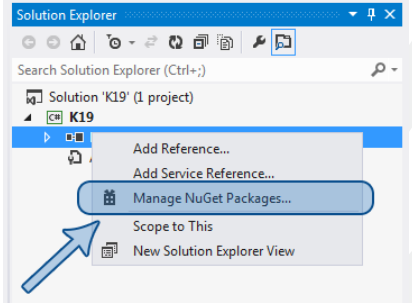 Solution Explorer
Search Solution Explorer (Ctrl+;)
Solution 'K19' (1 project)
C# K19
Add Reference...
Add Service Reference...
Manage NuGet Packages...
Scope to This
New Solution Explorer View